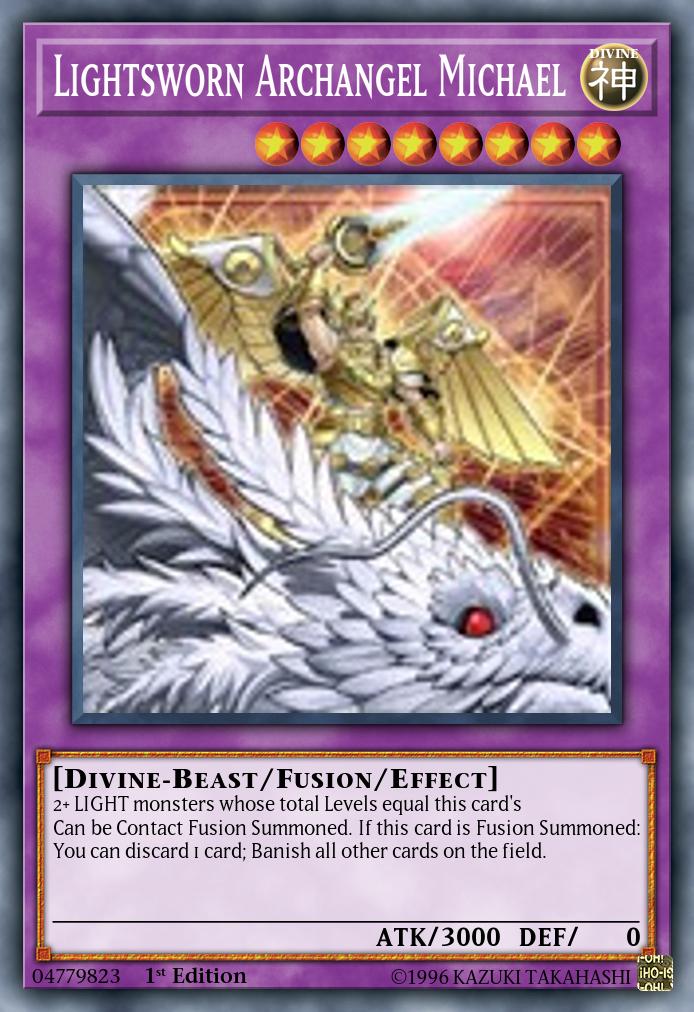 Lightsworn Archangel Michael
DIVINE
神
[Divine-Beast/Fusion/Effect]
2+ LIGHT monsters whose total Levels equal this card's
Can be Contact Fusion Summoned. If this card is Fusion Summoned:
You can discard 1 card; Banish all other cards on the field.
ATK/3000 DEF/ 0
04779823 1st Edition ©1996 KAZUKI TAKAHASHI